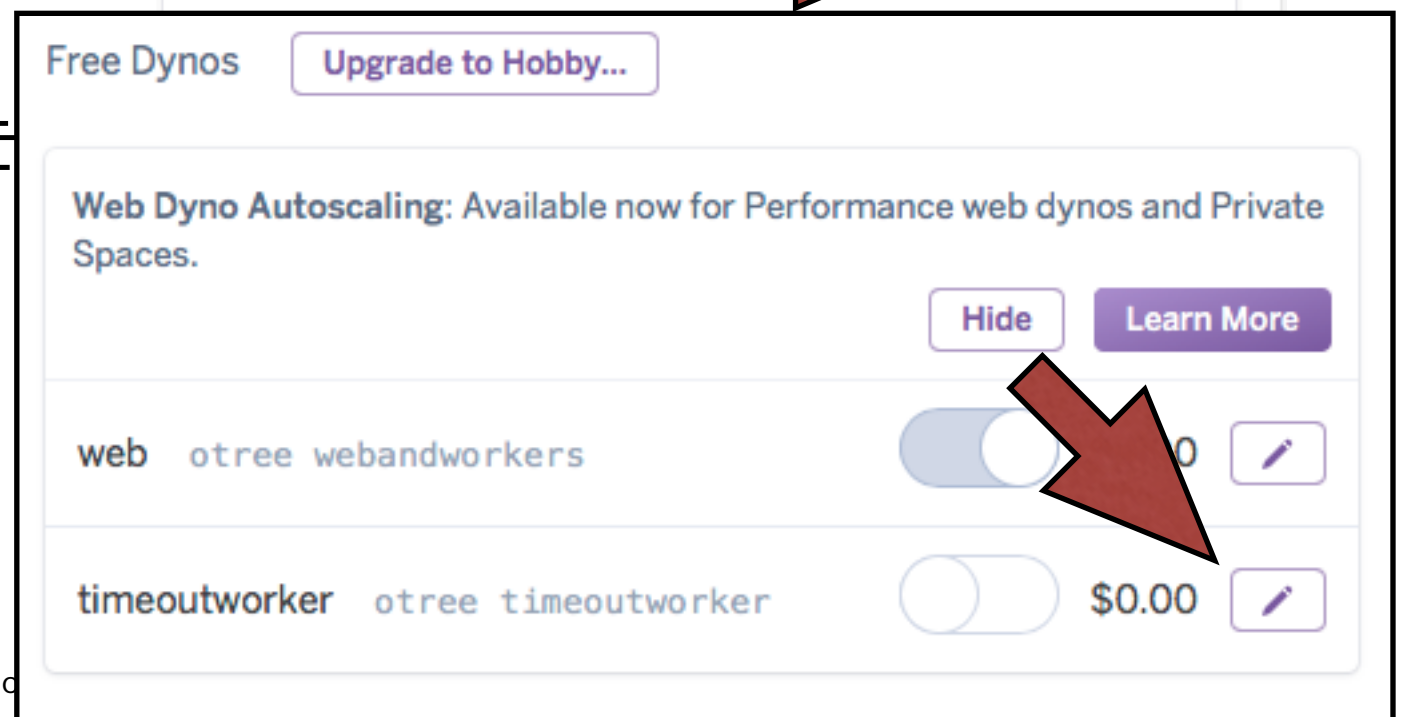 Free Dynos Upgrade to Hobby...
Web Dyno Autoscaling: Available now for Performance web dynos and Private
Spaces.
Hide Learn More
web otree webandworkers 0
timeoutworker otree timeoutworker $0.00